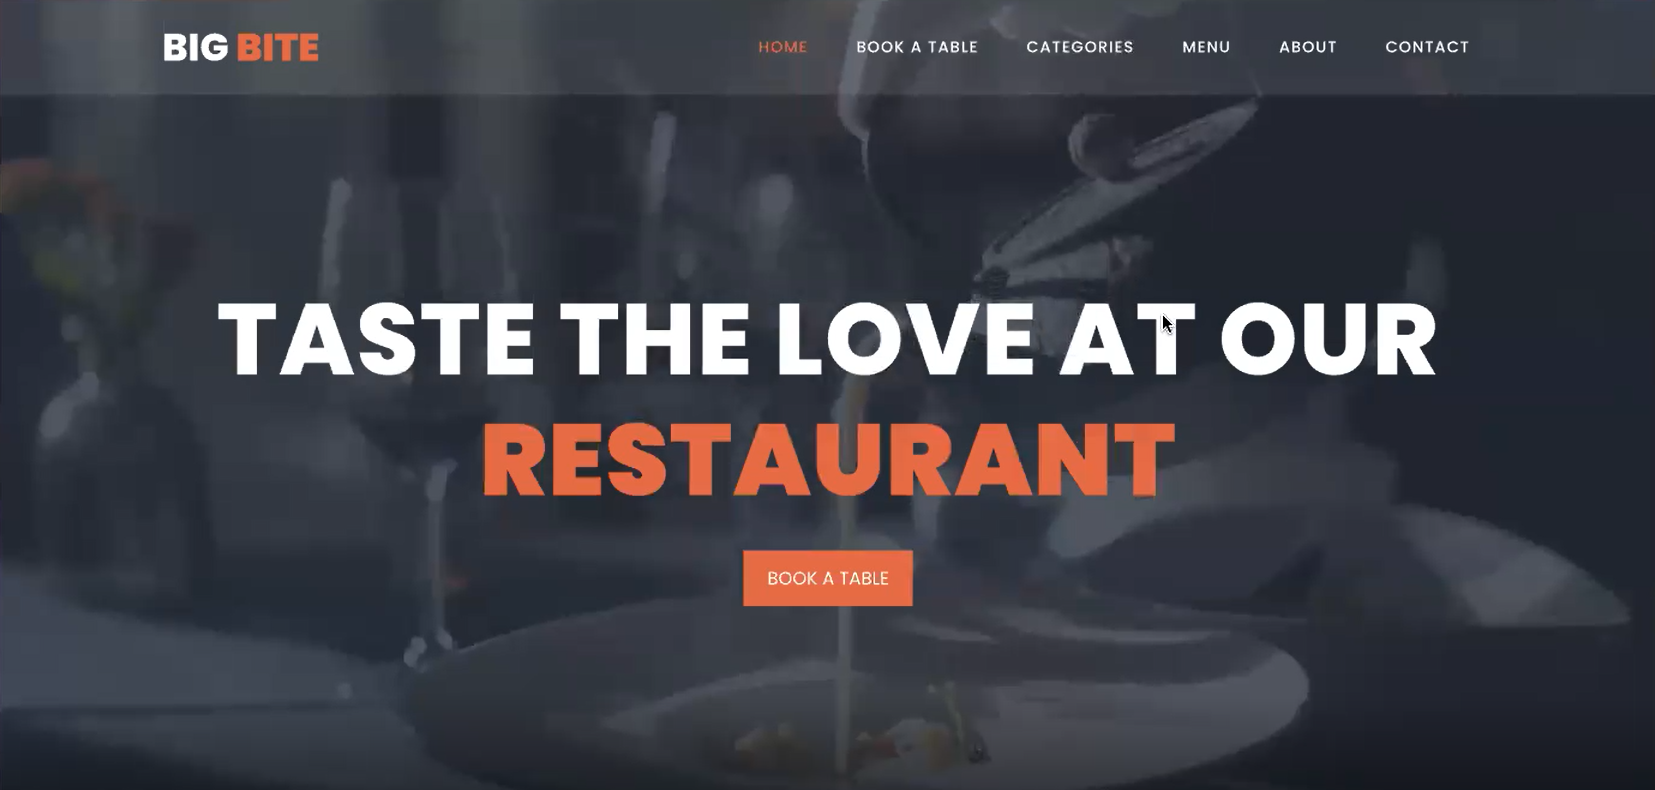 BIG BITE
HOME BOOK A TABLE CATEGORIES MENU ABOUT CONTACT
TASTE THE LOVE AT OUR
RESTAURANT
BOOK A TABLE